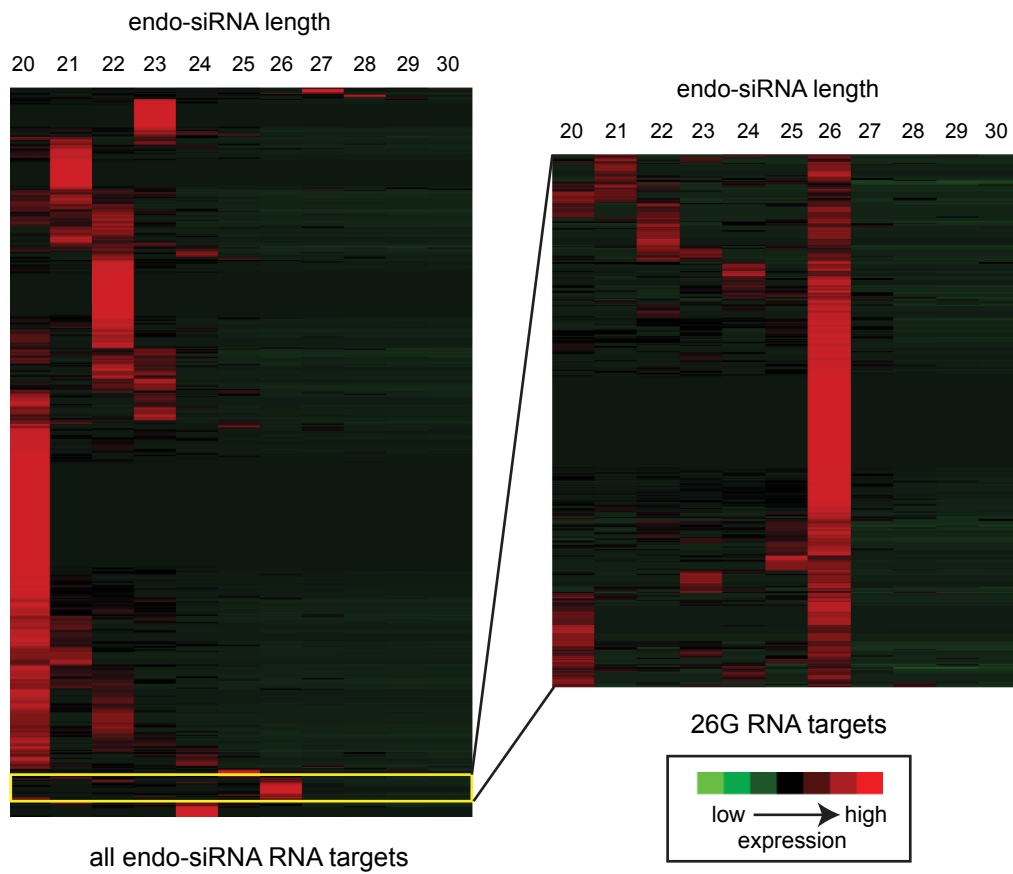 endo-siRNA length
20 21 22 23 24 25 26 27 28 29 30
all endo-siRNA RNA targets
endo-siRNA length
20 21 22 23 24 25 26 27 28 29 30
26G RNA targets
low high
expression